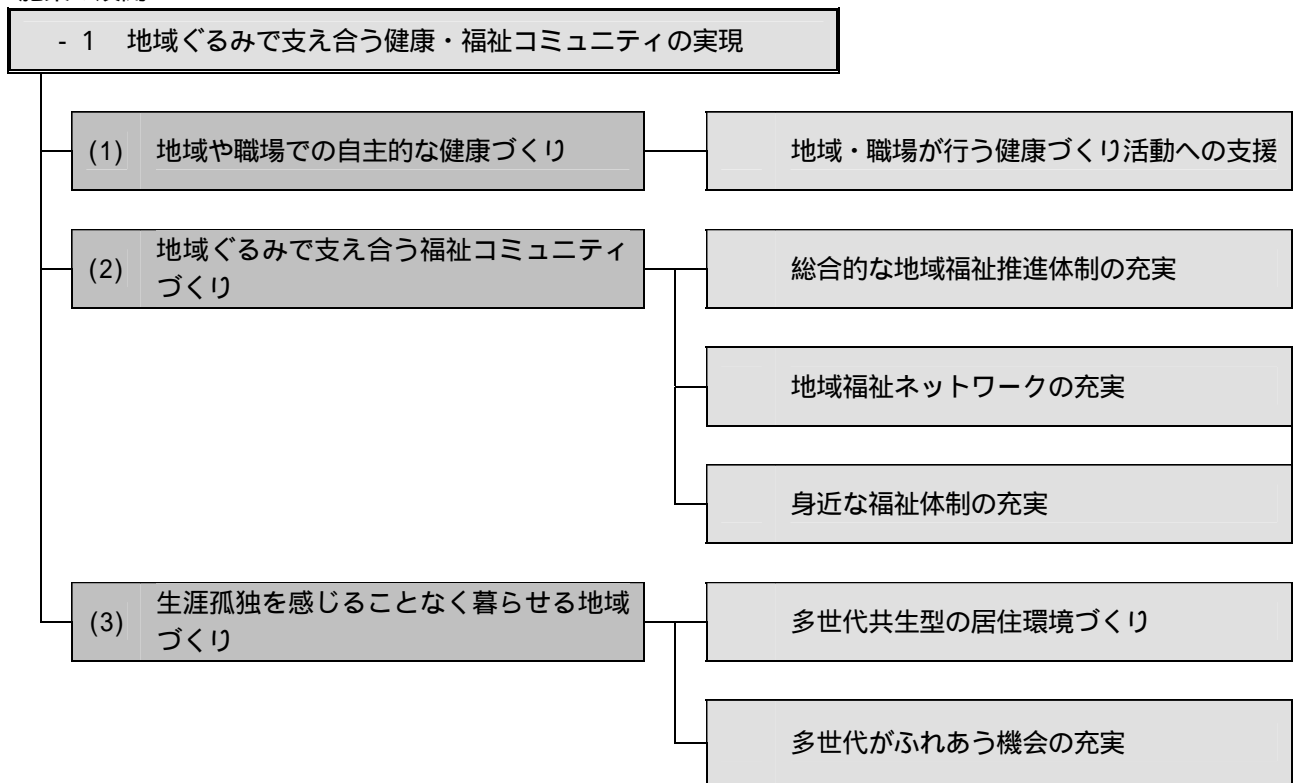 - 1 地域ぐるみで支え合う健康・福祉コミュニティの実現
(1) 地域や職場での自主的な健康づくり
地域・職場が行う健康づくり活動への支援
(2) 地域ぐるみで支え合う福祉コミュニティ
づくり
総合的な地域福祉推進体制の充実
地域福祉ネットワークの充実
身近な福祉体制の充実
(3) 生涯孤独を感じることなく暮らせる地域
づくり
多世代共生型の居住環境づくり
多世代がふれあう機会の充実